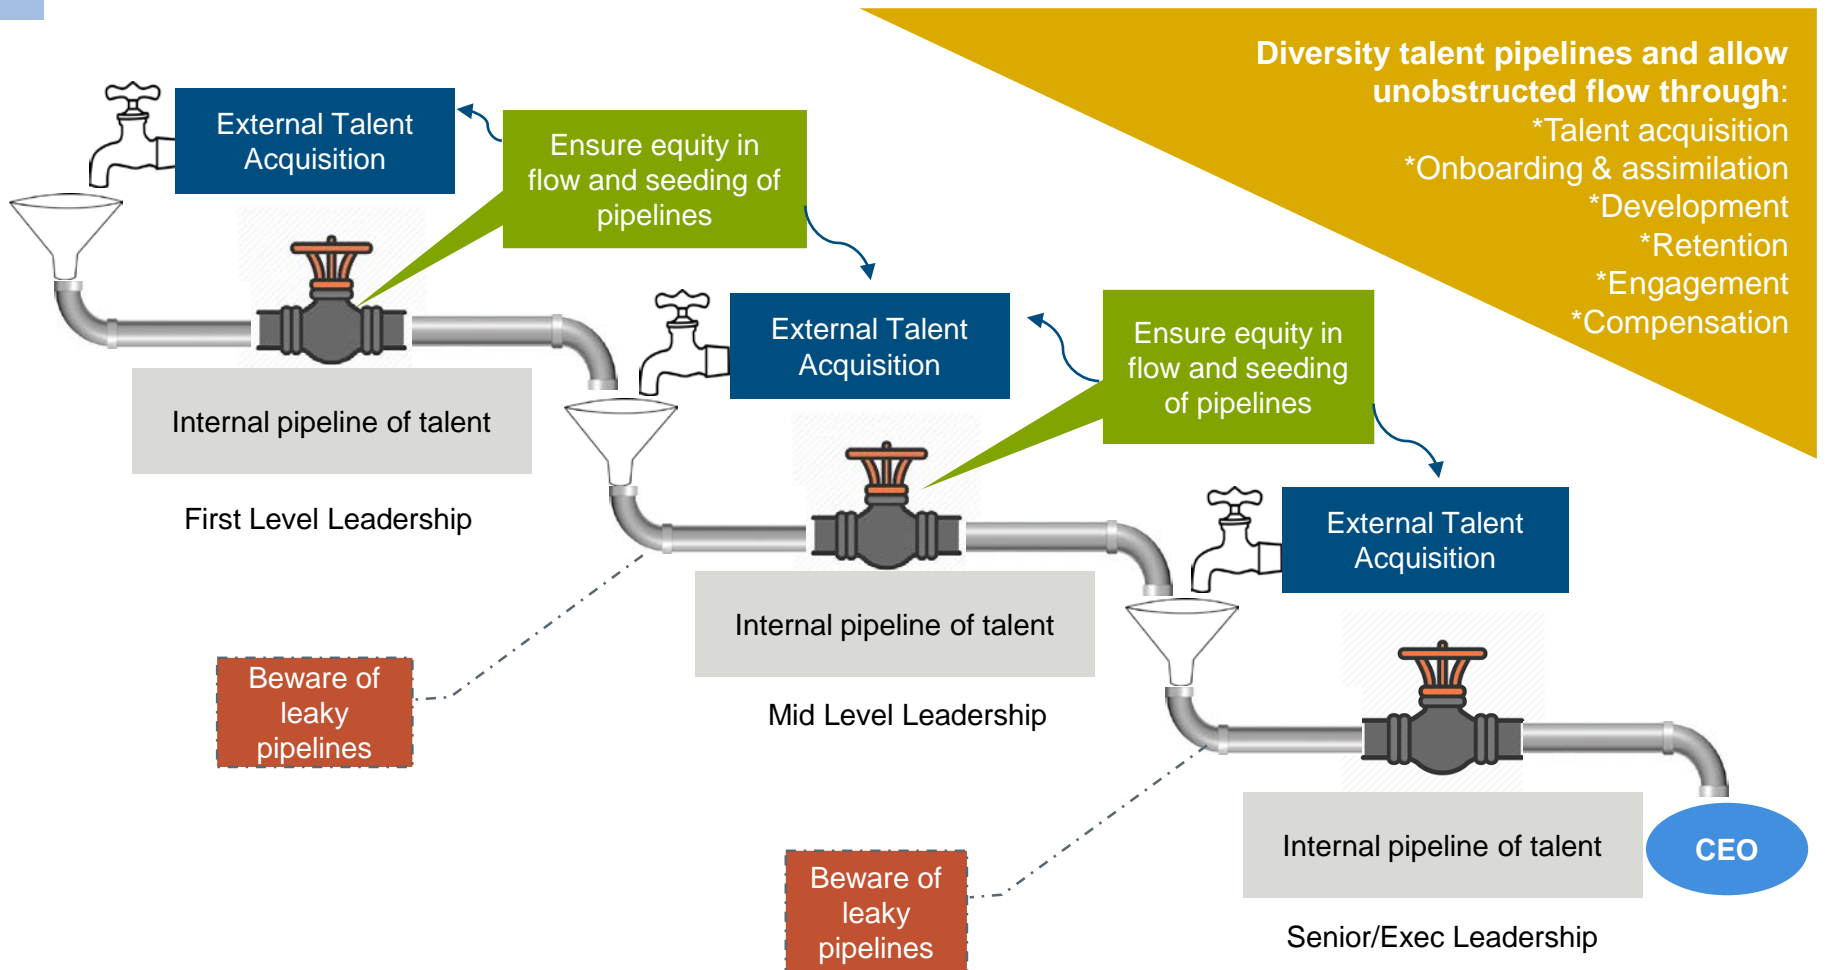 Diversity talent pipelines and allow
unobstructed flow through:
*Talent acquisition
*Onboarding & assimilation
*Development
*Retention
*Engagement
*Compensation
External Talent
Acquisition
Ensure equity in
flow and seeding of
pipelines
Internal pipeline of talent
First Level Leadership
External Talent
Acquisition
Ensure equity in
flow and seeding
of pipelines
Internal pipeline of talent
Mid Level Leadership
Beware of
leaky
pipelines
External Talent
Acquisition
Internal pipeline of talent
CEO
Senior/Exec Leadership
Beware of
leaky
pipelines